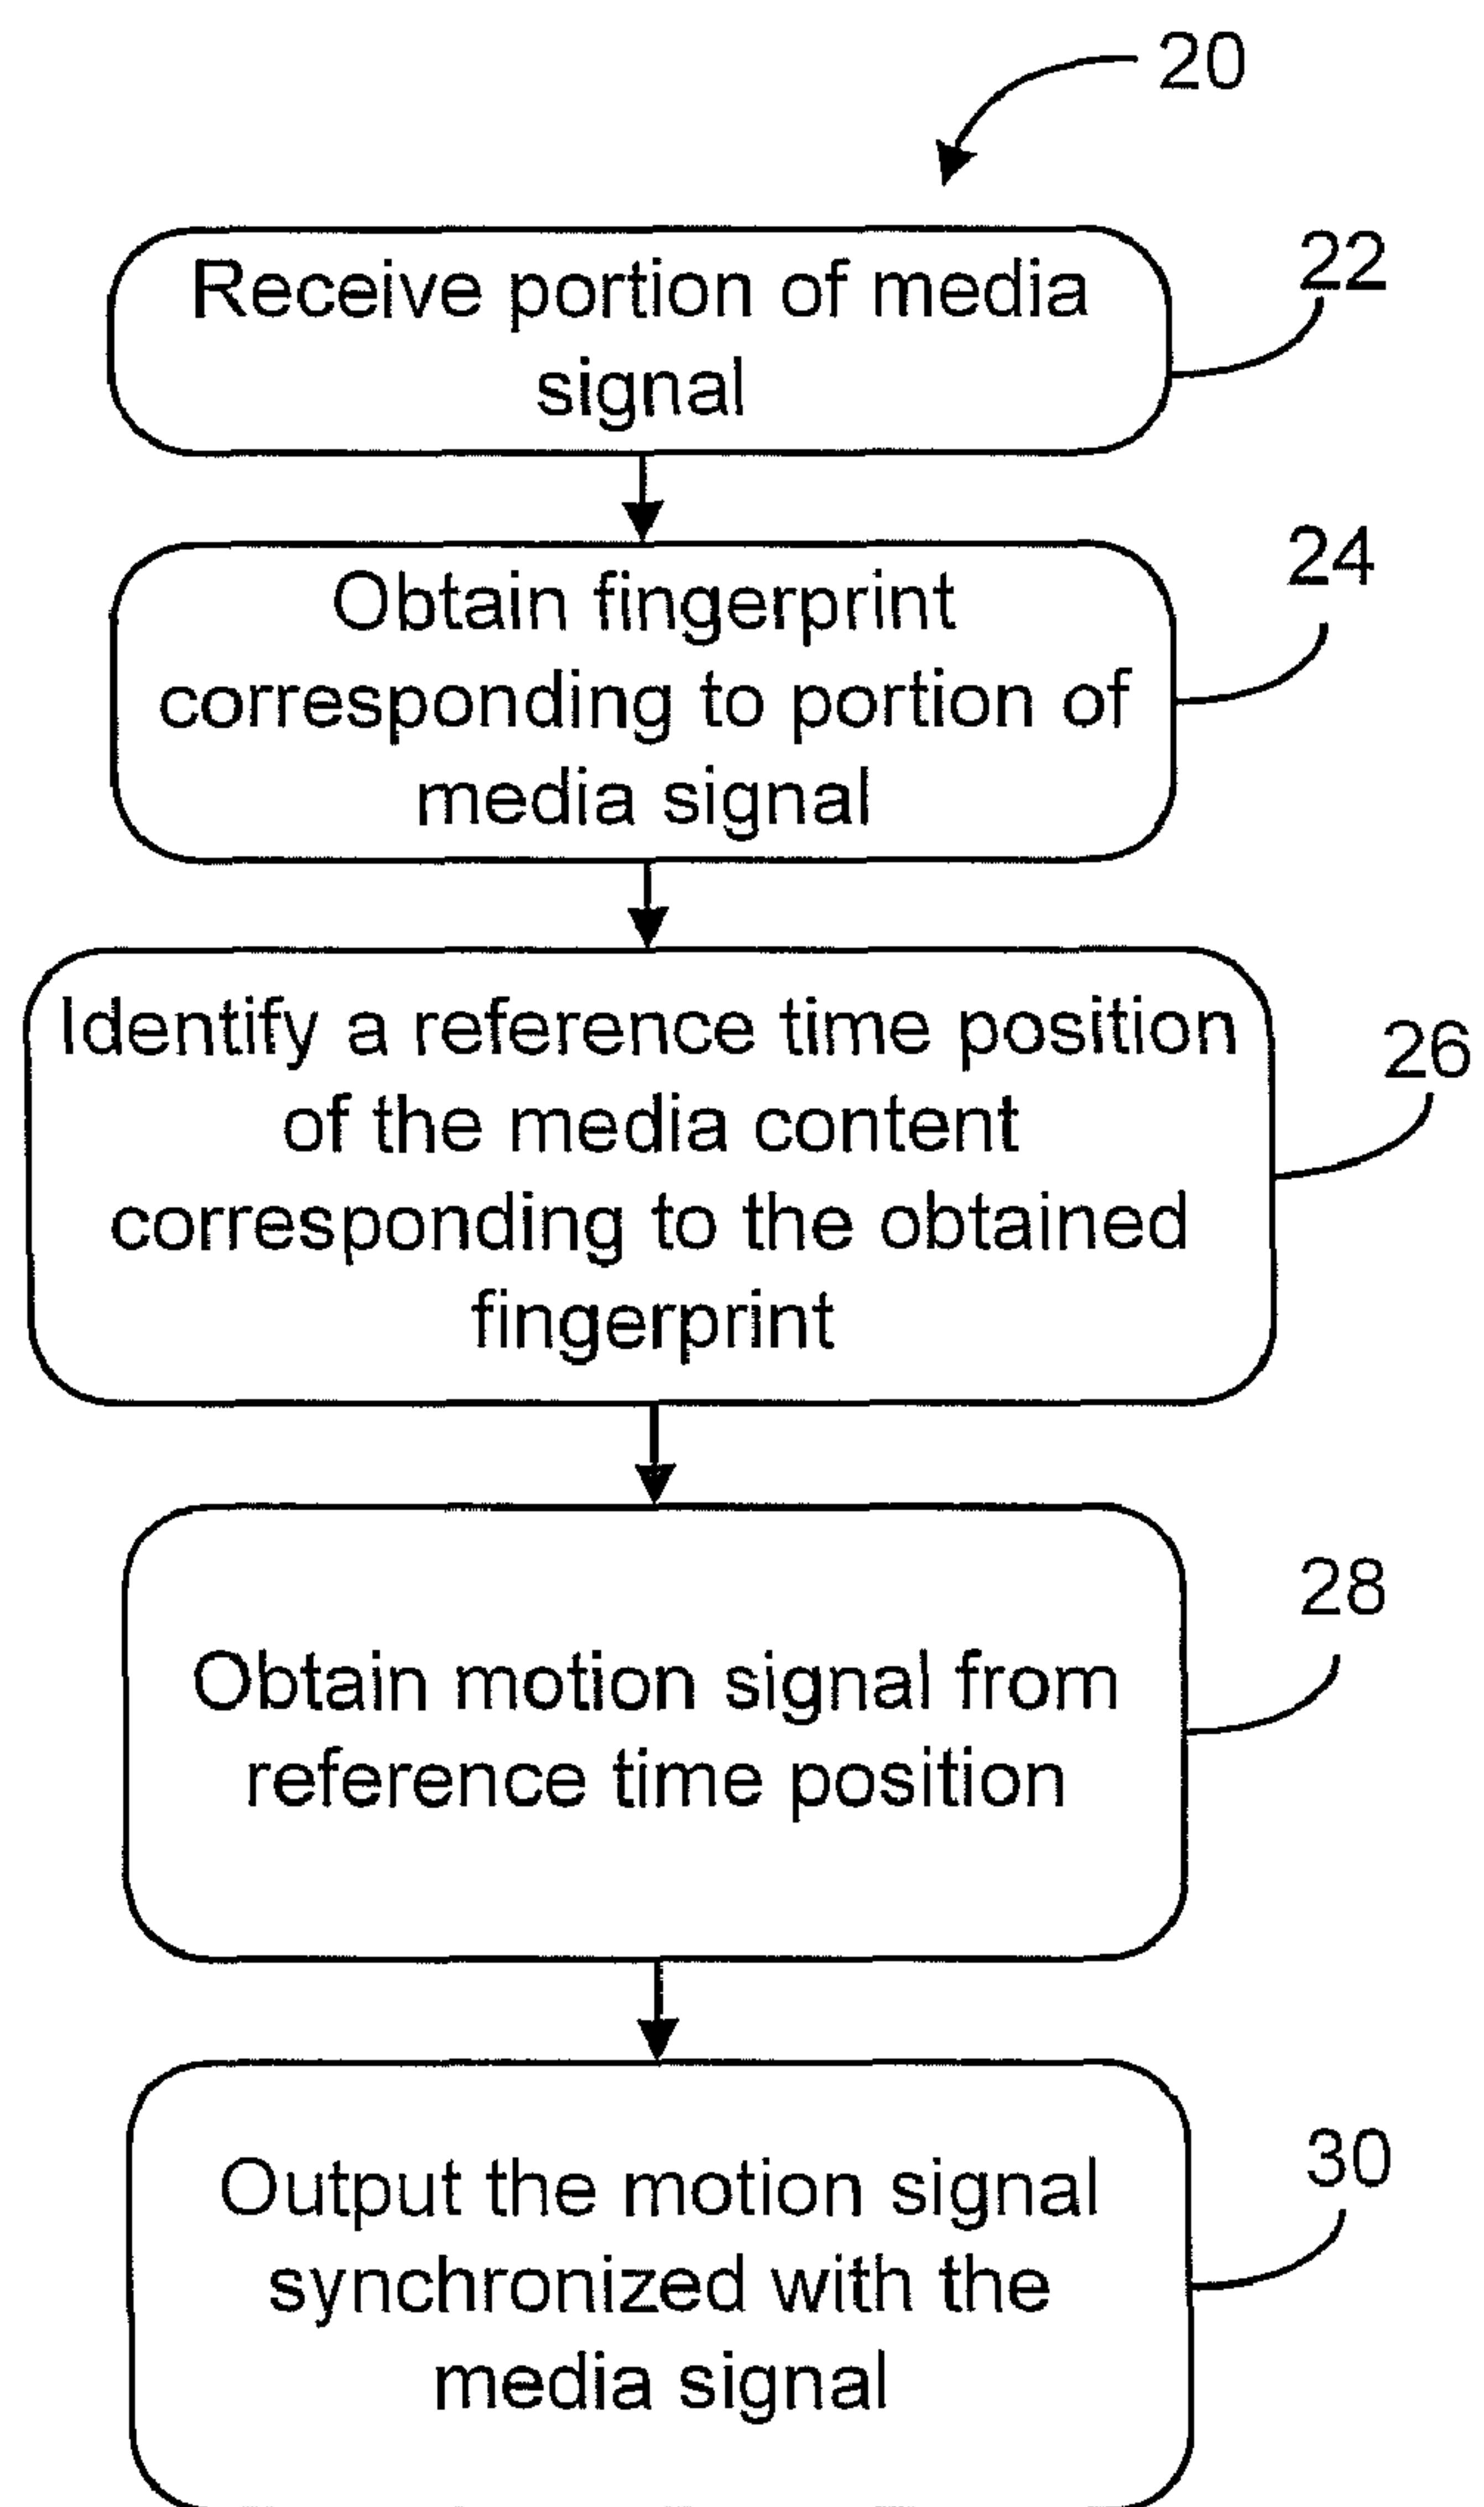 20
Receive portion of media
signal
22
Obtain fingerprint
corresponding to portion of
media signal
24
Identify a reference time position
of the media content
corresponding to the obtained
fingerprint
26
Obtain motion signal from
reference time position
28
Output the motion signal
synchronized with the
media signal
30